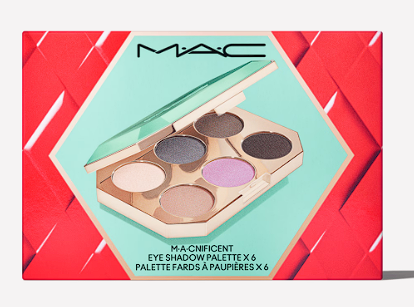 M·A·C
M·A·CNIFICENT
EYE SHADOW PALETTE X 6
PALETTE FARDS À PAUPIÈRES X 6